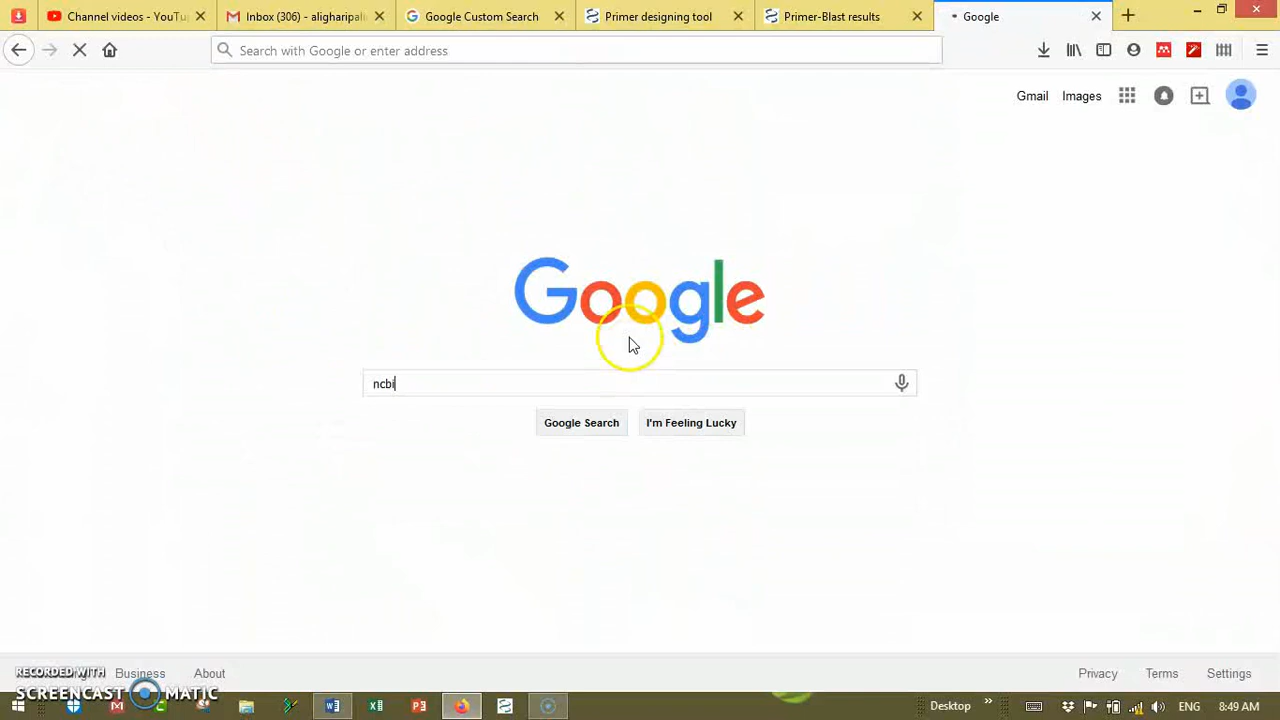 Channel videos - YouTu
Inbox (306) - aligharipali
Google Custom Search
Primer designing tool
Primer-Blast results
Google
Search with Google or enter address
Gmail
Images
Google
ncbi
Google Search
I'm Feeling Lucky
Business
About
Privacy
Terms
Settings
RECORDED WITH
SCREENCAST MATIC
Desktop
ENG
8:49 AM